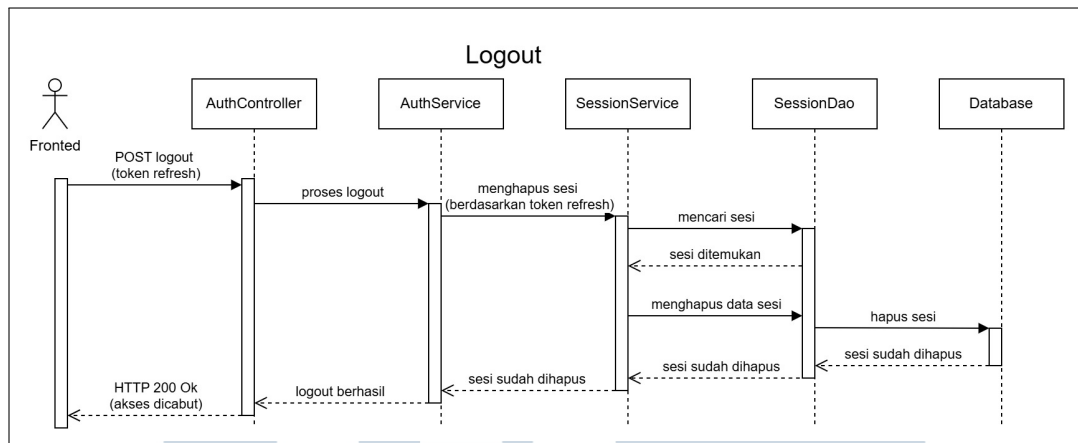 Logout
AuthController
AuthService
SessionService
SessionDao
Database
Fronted
POST logout
(token refresh)
proses logout
menghapus sesi
(berdasarkan token refresh)
mencari sesi
sesi ditemukan
menghapus data sesi
hapus sesi
sesi sudah dihapus
sesi sudah dihapus
sesi sudah dihapus
logout berhasil
HTTP 200 Ok
(akses dicabut)